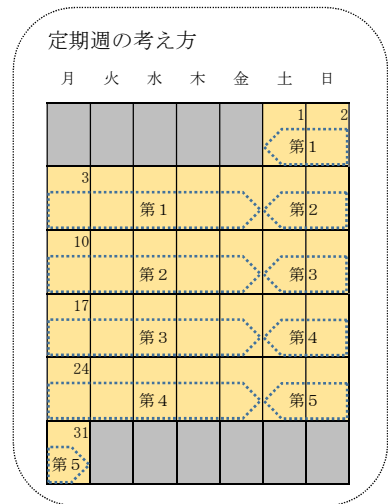 定期週の考え方
月 火 水 木 金 土 日
1 2
第1
3
第1 第2
10
第2 第3
17
第3 第4
24
第4 第5
31
第5